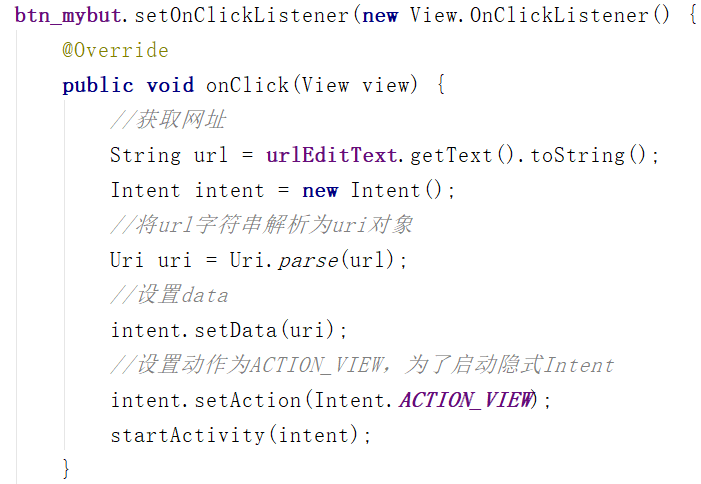 btn_mybut.setOnClickListener(new View.OnClickListener() {
@Override
public void onClick(View view) {
//获取网址
String url = urlEditText.getText().toString();
Intent intent = new Intent();
//将url字符串解析为uri对象
Uri uri = Uri.parse(url);
//设置data
intent.setData(uri);
//设置动作为ACTION_VIEW，为了启动隐式Intent
intent.setAction(Intent.ACTION_VIEW);
startActivity(intent);
}